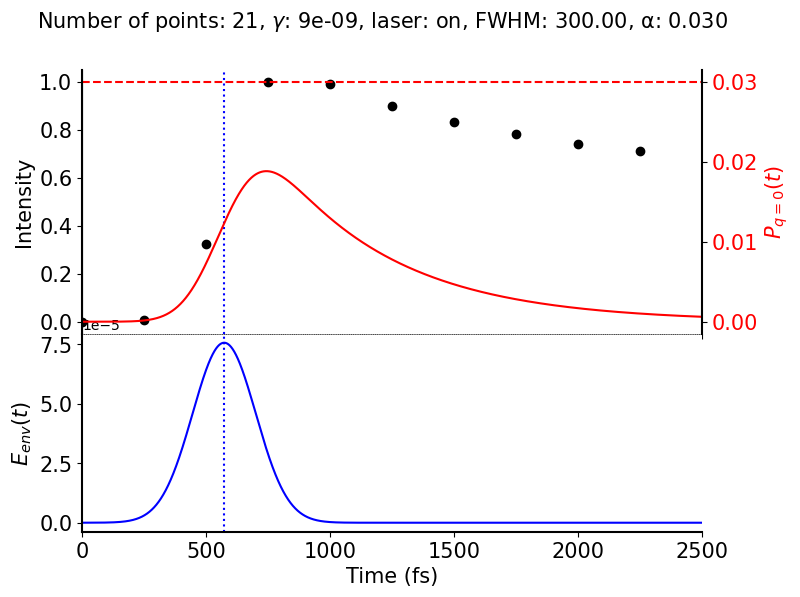 Number of points: 21, γ: 9e-09, laser: on, FWHM: 300.00, α: 0.030
1.0
0.8
0.6
0.4
0.2
0.0
Intensity
0.03
0.02
0.01
0.00
P_{q=0}(t)
1e−5
7.5
5.0
2.5
0.0
E_{env}(t)
0 500 1000 1500 2000 2500
Time (fs)